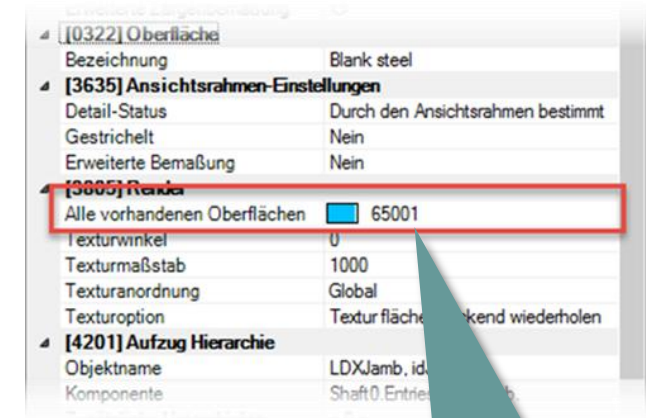 [0322] Oberfläche
Bezeichnung Blank steel
[3635] Ansichtsrahmen-Einstellungen
Detail-Status Durch den Ansichtsrahmen bestimmt
Gestrichelt Nein
Erweiterte Bemaßung Nein
Render
Alle vorhandenen Oberflächen 65001
Texturwinkel 0
Texturmaßstab 1000
Texturanordnung Global
Texturoption Textur fläche kend wiederholen
[4201] Aufzug Hierarchie
Objektname LDXJamb, id
Komponente Shaft0.Entries